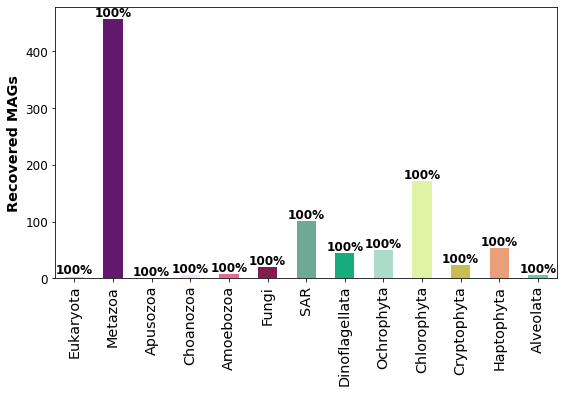 Recovered MAGs
400
300
200
100
0
100%
100%
100%
100%
100%
100%
100%
100%
100%
100%
100%
100%
100%
Eukaryota
Metazoa
Apusozoa
Choanozoa
Amoebozoa
Fungi
SAR
Dinoflagellata
Ochrophyta
Chlorophyta
Cryptophyta
Haptophyta
Alveolata